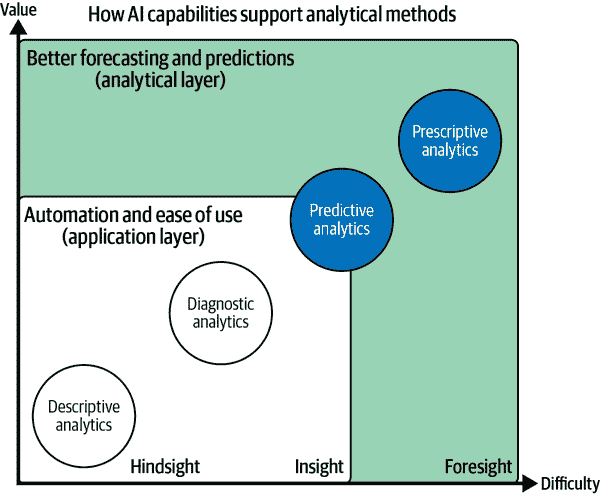 Value
How AI capabilities support analytical methods
Better forecasting and predictions
(analytical layer)
Prescriptive
analytics
Automation and ease of use
(application layer)
Predictive
analytics
Diagnostic
analytics
Descriptive
analytics
Hindsight
Insight
Foresight
Difficulty